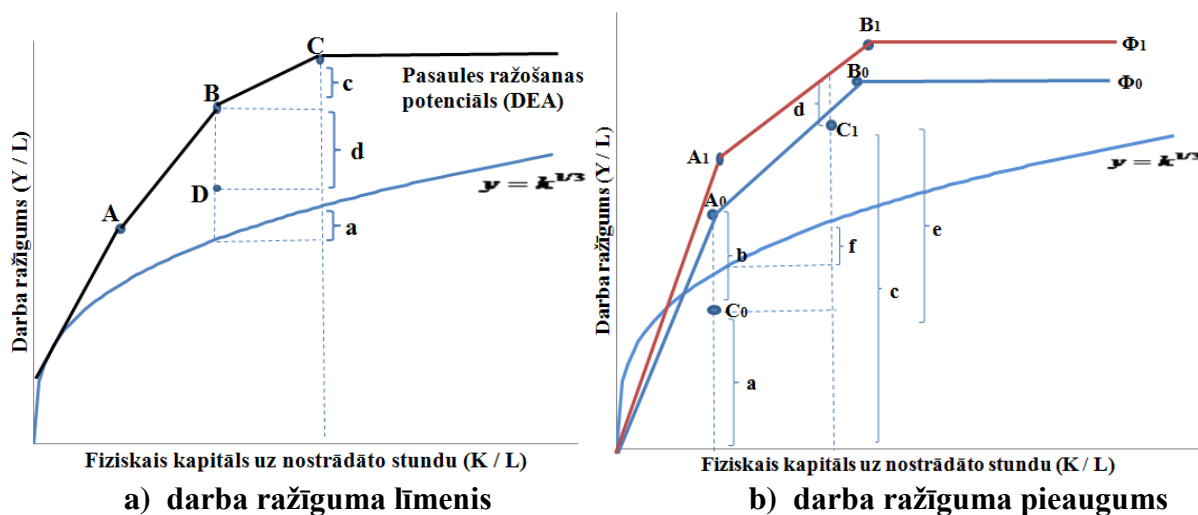 Darba ražīgums (Y / L)
C
c
Pasaules ražošanas
potenciāls (DEA)
B
d
D
y = k^1/3
A
a
Fiziskais kapitāls uz nostrādāto stundu (K / L)
a) darba ražīguma līmenis
Darba ražīgums (Y / L)
B1
Φ1
B0
Φ0
d
C1
A1
y = k^1/3
A0
e
b
f
c
C0
a
Fiziskais kapitāls uz nostrādāto stundu (K / L)
b) darba ražīguma pieaugums